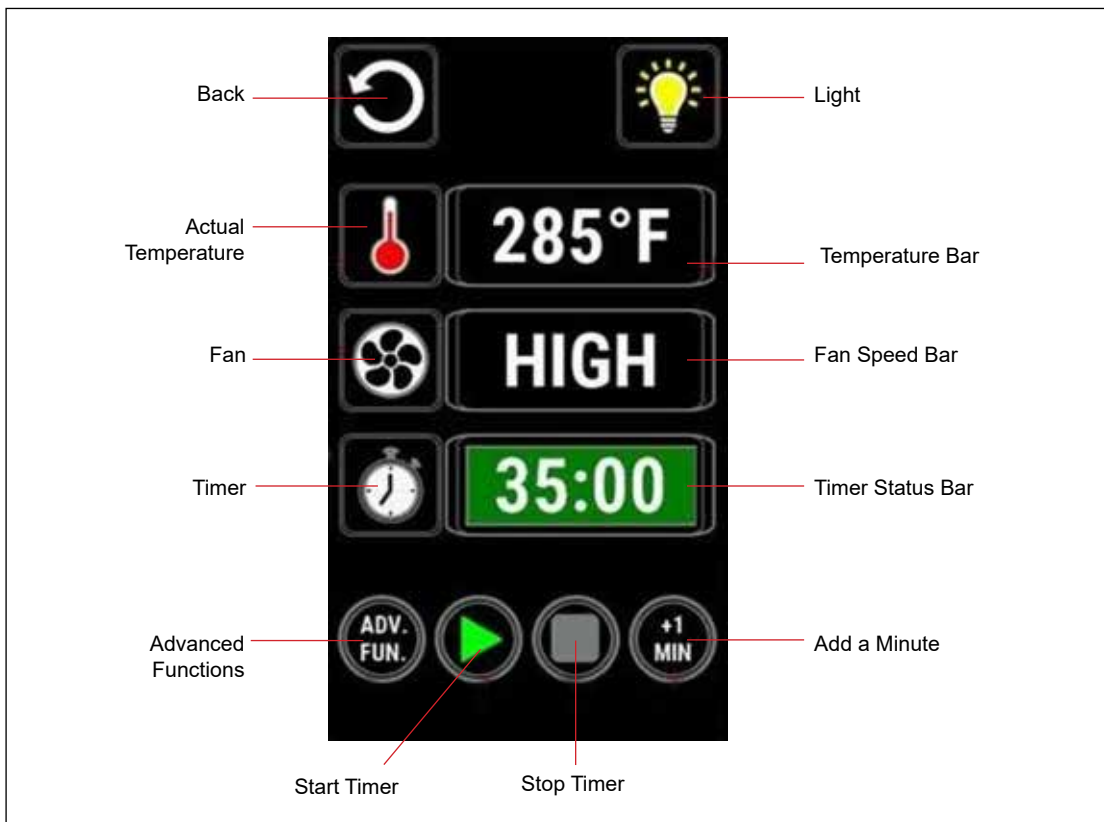 Back
Light
Actual
Temperature
285°F
Temperature Bar
Fan
HIGH
Fan Speed Bar
Timer
35:00
Timer Status Bar
Advanced
Functions
ADV.
FUN.
+1
MIN
Add a Minute
Start Timer
Stop Timer